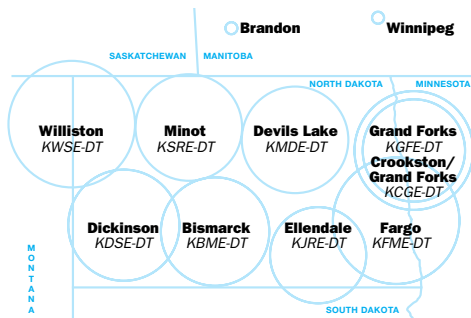 Brandon
Winnipeg
SASKATCHEWAN
MANITOBA
NORTH DAKOTA
MINNESOTA
Williston
KWSE-DT
Minot
KSRE-DT
Devils Lake
KMDE-DT
Grand Forks
KGFE-DT
Crookston/
Grand Forks
KCGE-DT
Dickinson
KDSE-DT
Bismarck
KBME-DT
Ellendale
KJRE-DT
Fargo
KFME-DT
MONTANA
SOUTH DAKOTA